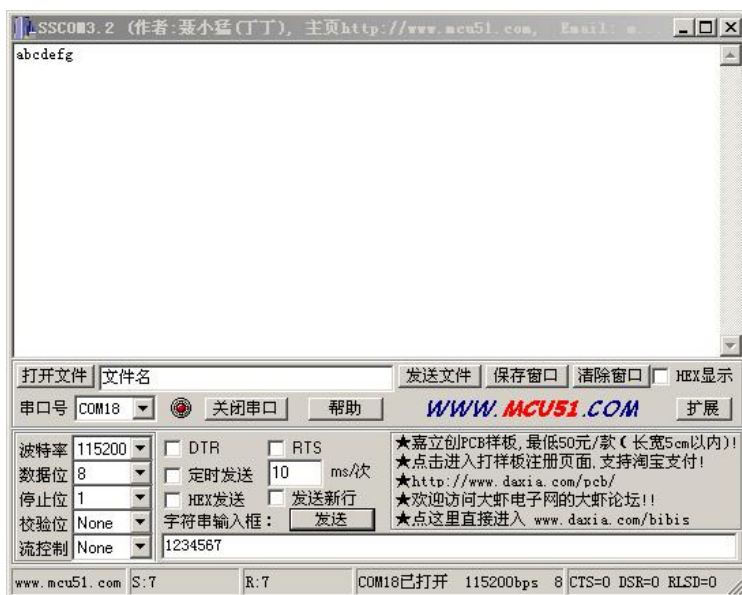 SSCOM3.2 (作者:聂小猛(丁丁), 主页http://www.mcu51.com, Email: m...
abcdefg
打开文件 文件名 发送文件 保存窗口 清除窗口 HEX显示
串口号 COM18 关闭串口 帮助 WWW.MCU51.COM 扩展
波特率 115200 DTR RTS
数据位 8 定时发送 10 ms/次
停止位 1 HEX发送 发送新行
校验位 None 字符串输入框: 发送
流控制 None 1234567
★嘉立创PCB样板,最低50元/款(长宽5cm以内)!
★点击进入打样板注册页面.支持淘宝支付!
★http://www.daxia.com/pcb/
★欢迎访问大虾电子网的大虾论坛!!
★点这里直接进入 www.daxia.com/bibis
www.mcu51.com S:7 R:7 COM18已打开 115200bps 8 CTS=0 DSR=0 RLSD=0